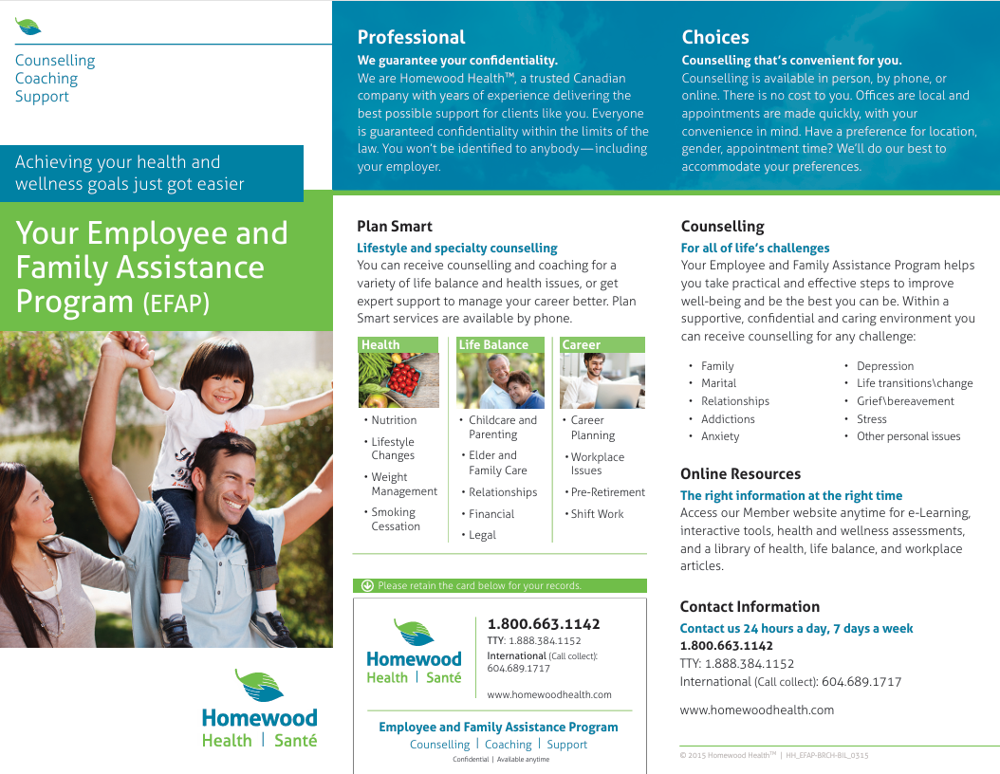 Counselling
Coaching
Support
Achieving your health and
wellness goals just got easier
Your Employee and
Family Assistance
Program (EFAP)
Homewood
Health | Santé
Professional
We guarantee your confidentiality.
We are Homewood Health™, a trusted Canadian
company with years of experience delivering the
best possible support for clients like you. Everyone
is guaranteed confidentiality within the limits of the
law. You won't be identified to anybody—including
your employer.
Choices
Counselling that's convenient for you.
Counselling is available in person, by phone, or
online. There is no cost to you. Offices are local and
appointments are made quickly, with your
convenience in mind. Have a preference for location,
gender, appointment time? We'll do our best to
accommodate your preferences.
Plan Smart
Lifestyle and specialty counselling
You can receive counselling and coaching for a
variety of life balance and health issues, or get
expert support to manage your career better. Plan
Smart services are available by phone.
Health
• Nutrition
• Lifestyle
Changes
• Weight
Management
• Smoking
Cessation
Life Balance
• Childcare and
Parenting
• Elder and
Family Care
• Relationships
• Financial
• Legal
Career
• Career
Planning
• Workplace
Issues
• Pre-Retirement
• Shift Work
Please retain the card below for your records.
Homewood
Health | Santé
1.800.663.1142
TTY: 1.888.384.1152
International (Call collect):
604.689.1717
www.homewoodhealth.com
Employee and Family Assistance Program
Counselling | Coaching | Support
Confidential | Available anytime
Counselling
For all of life's challenges
Your Employee and Family Assistance Program helps
you take practical and effective steps to improve
well-being and be the best you can be. Within a
supportive, confidential and caring environment you
can receive counselling for any challenge:
• Family
• Marital
• Relationships
• Addictions
• Anxiety
• Depression
• Life transitions\change
• Grief\bereavement
• Stress
• Other personal issues
Online Resources
The right information at the right time
Access our Member website anytime for e-Learning,
interactive tools, health and wellness assessments,
and a library of health, life balance, and workplace
articles.
Contact Information
Contact us 24 hours a day, 7 days a week
1.800.663.1142
TTY: 1.888.384.1152
International (Call collect): 604.689.1717
www.homewoodhealth.com
© 2015 Homewood Health™ | HH_EFAP-BRCH-BIL_0315